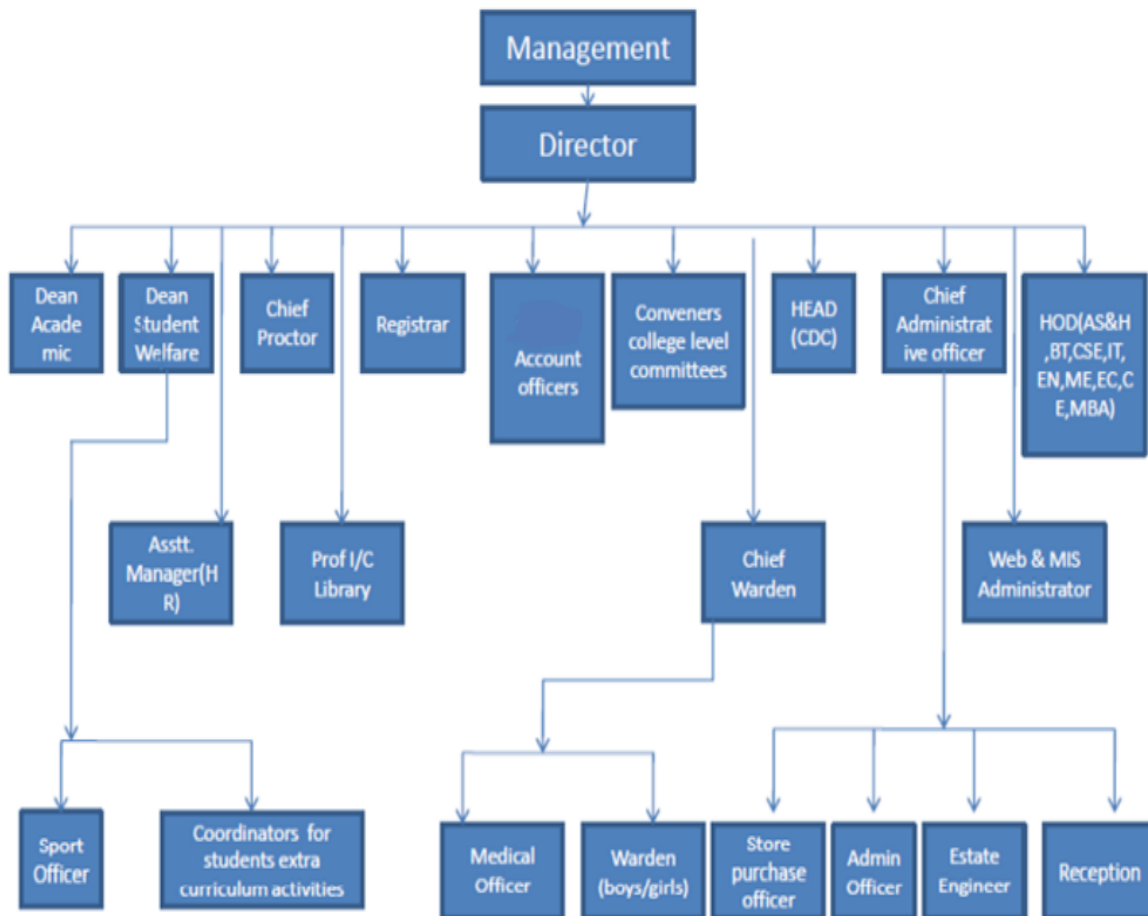 Management
Director
Dean
Acade
mic
Dean
Student
Welfare
Chief
Proctor
Registrar
Account
officers
Conveners
college level
committees
HEAD
(CDC)
Chief
Administrat
ive officer
HOD(AS&H
,BT,CSE,IT,
EN,ME,EC,C
E,MBA)
Asstt.
Manager(H
R)
Prof I/C
Library
Chief
Warden
Web & MIS
Administrator
Sport
Officer
Coordinators for
students extra
curriculum activities
Medical
Officer
Warden
(boys/girls)
Store
purchase
officer
Admin
Officer
Estate
Engineer
Reception